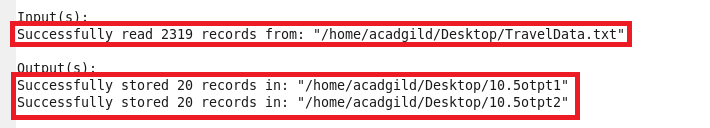 Input(s):
Successfully read 2319 records from: "/home/acadgild/Desktop/TravelData.txt"
Output(s):
Successfully stored 20 records in: "/home/acadgild/Desktop/10.5otpt1"
Successfully stored 20 records in: "/home/acadgild/Desktop/10.5otpt2"